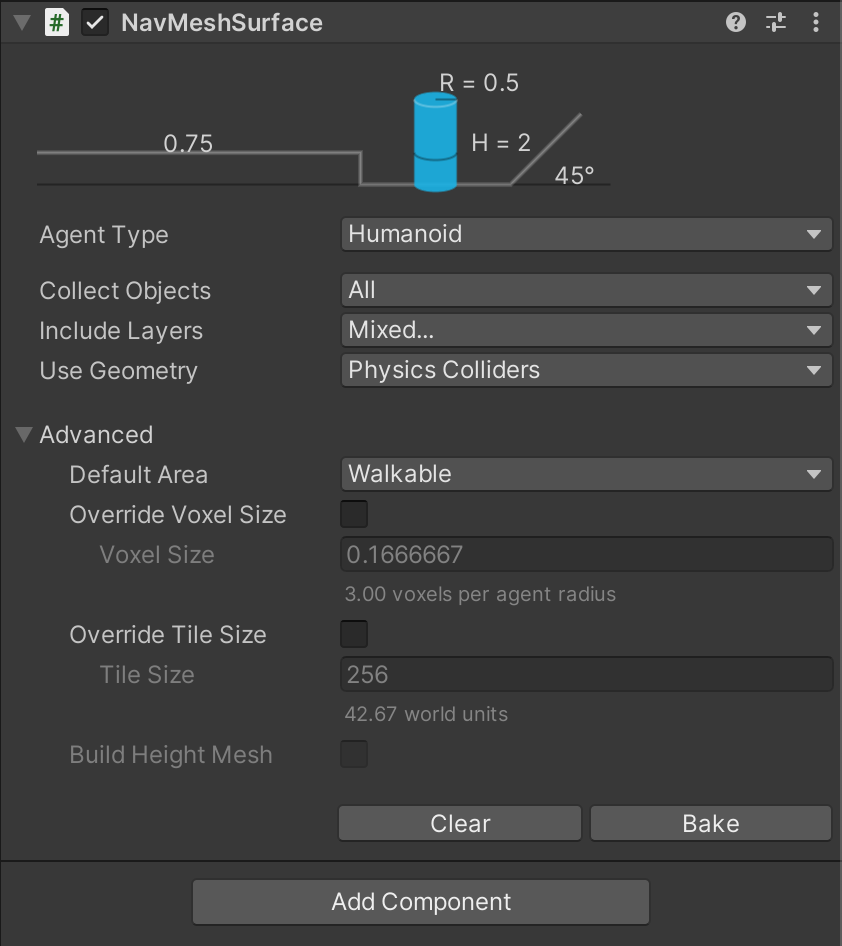 # NavMeshSurface
R = 0.5
0.75
H = 2
45°
Agent Type Humanoid
Collect Objects All
Include Layers Mixed...
Use Geometry Physics Colliders
Advanced
Default Area Walkable
Override Voxel Size
Voxel Size 0.1666667
3.00 voxels per agent radius
Override Tile Size
Tile Size 256
42.67 world units
Build Height Mesh
Clear Bake
Add Component